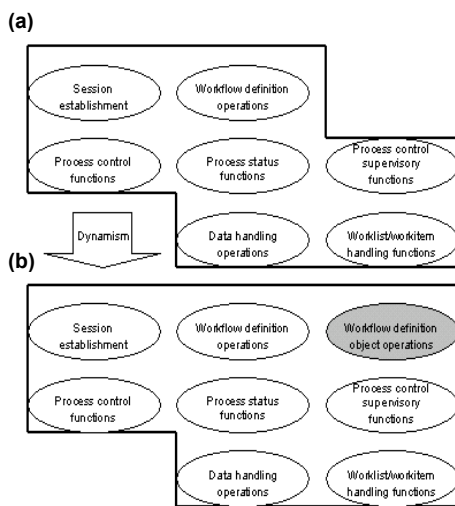 (a)
Session
establishment
Workflow definition
operations
Process control
functions
Process status
functions
Process control
supervisory
functions
Dynamism
Data handling
operations
Worklist/workitem
handling functions
(b)
Session
establishment
Workflow definition
operations
Workflow definition
object operations
Process control
functions
Process status
functions
Process control
supervisory
functions
Data handling
operations
Worklist/workitem
handling functions